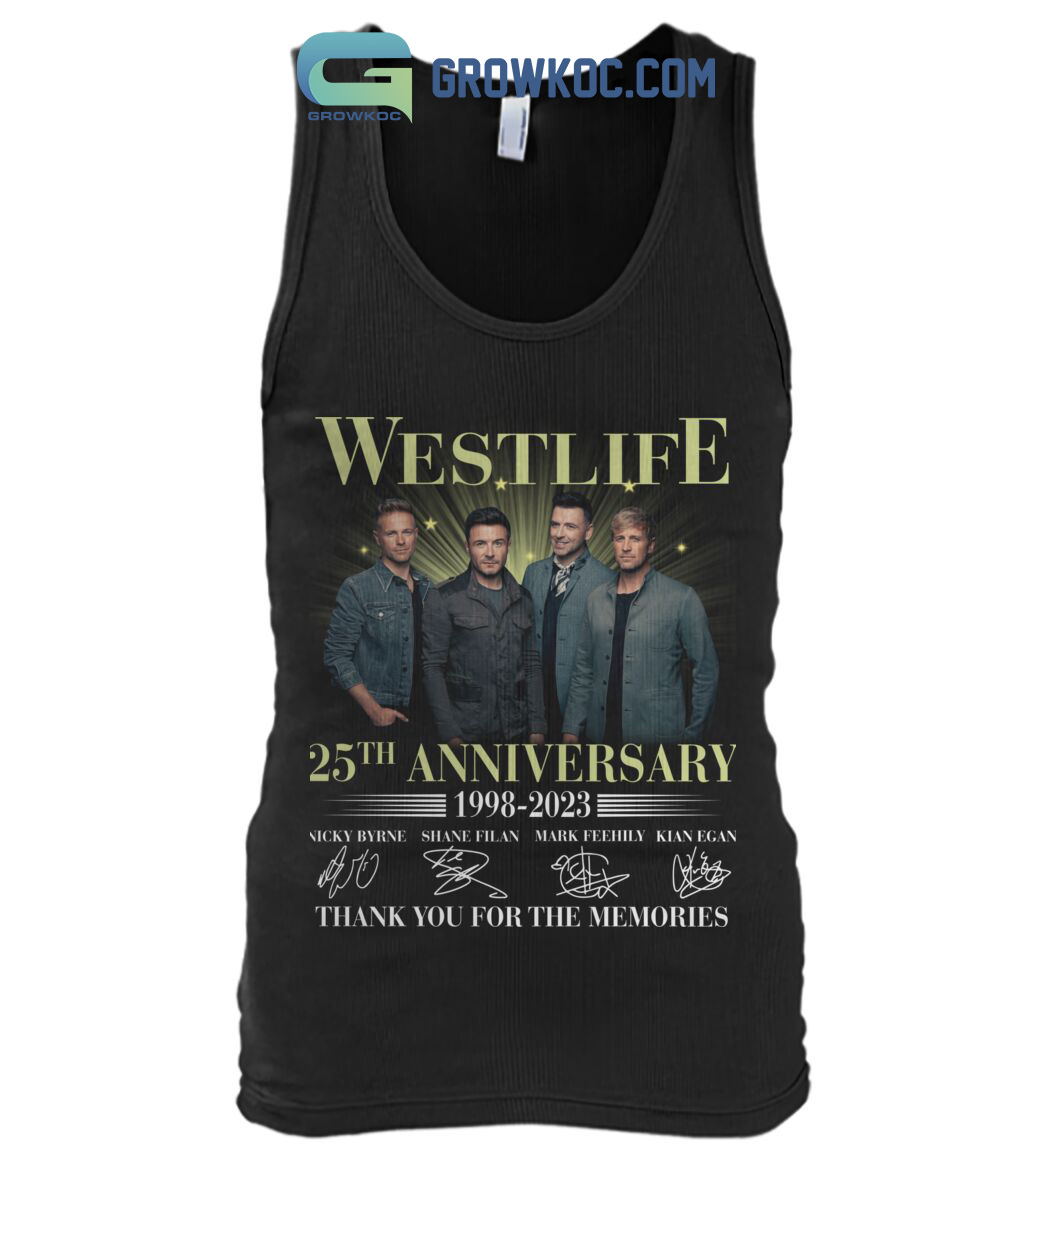 GROWKOC.COM
GROWKOC
WESTLIFE
25TH ANNIVERSARY
1998-2023
NICKY BYRNE SHANE FILAN MARK FEEHILY KIAN EGAN
THANK YOU FOR THE MEMORIES